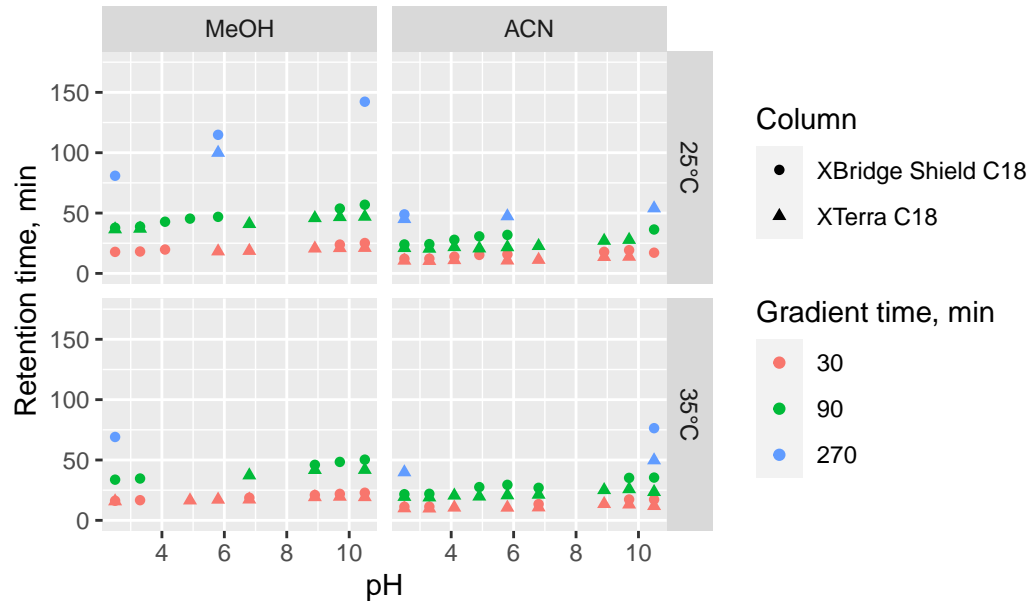 MeOH
ACN
Retention time, min
150
100
50
0
25°C
150
100
50
0
35°C
4
6
8
10
4
6
8
10
pH
Column
XBridge Shield C18
XTerra C18
Gradient time, min
30
90
270